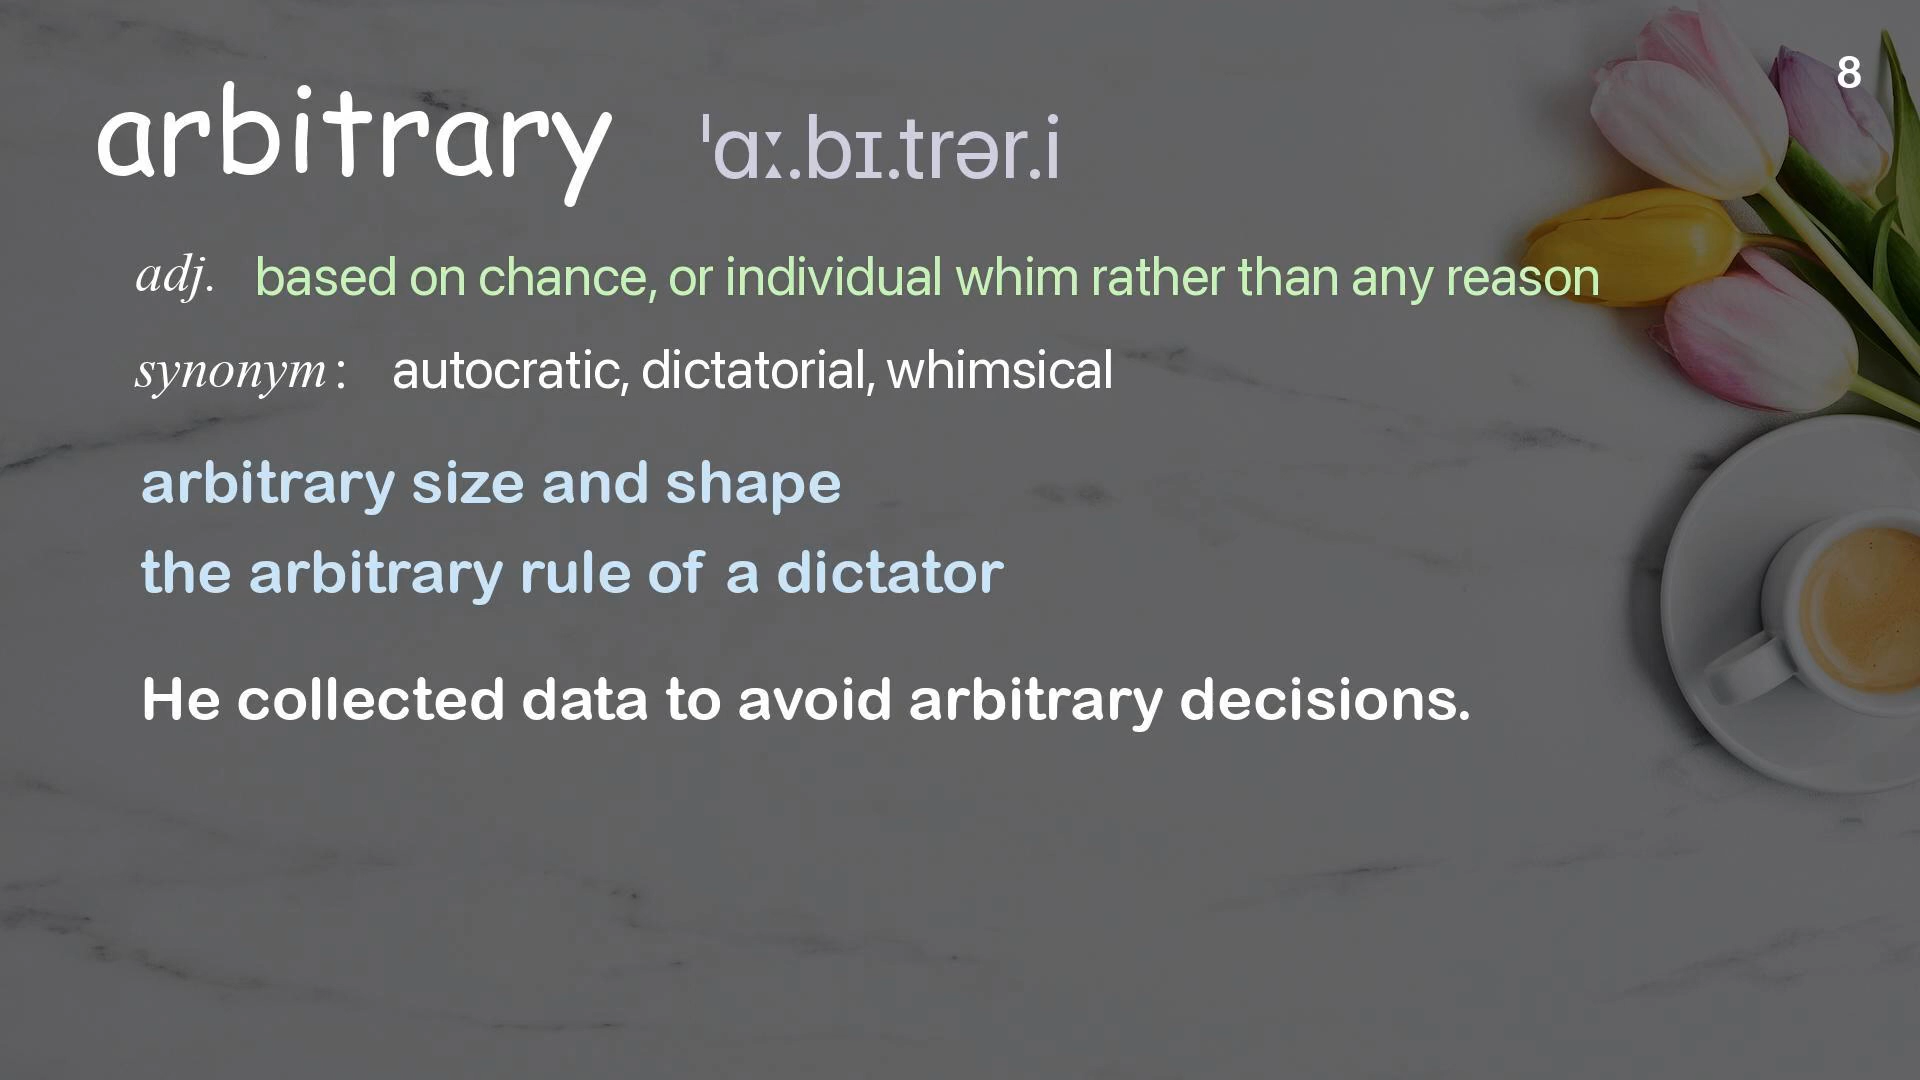 8
arbitrary ˈɑː.bɪ.trər.i
adj. based on chance, or individual whim rather than any reason
synonym: autocratic, dictatorial, whimsical
arbitrary size and shape
the arbitrary rule of a dictator
He collected data to avoid arbitrary decisions.